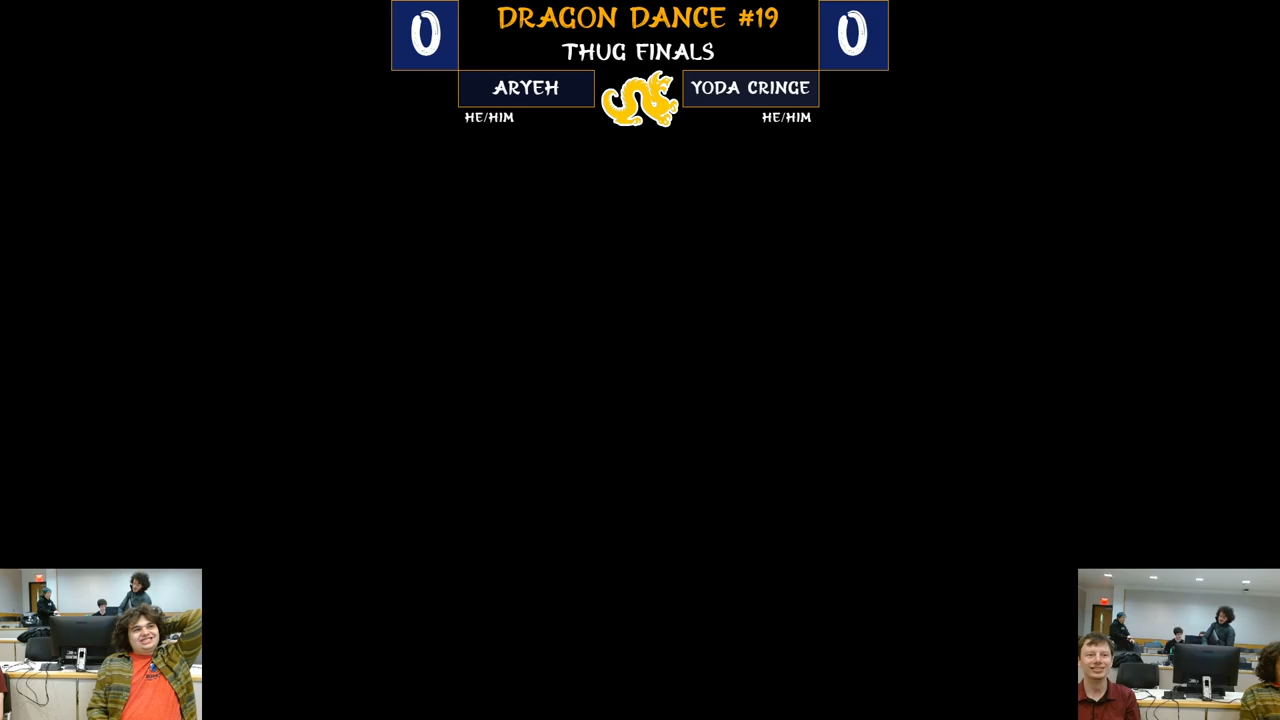 0
DRAGON DANCE #19
0
THUG FINALS
ARYEH
YODA CRINGE
HE/HIM
HE/HIM